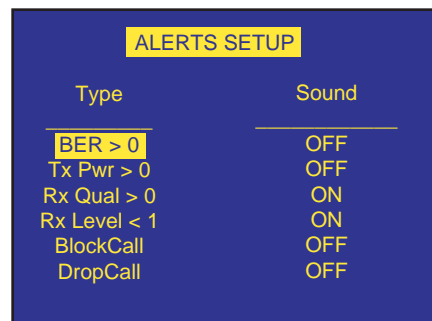 ALERTS SETUP
Type Sound
BER > 0 OFF
Tx Pwr > 0 OFF
Rx Qual > 0 ON
Rx Level < 1 ON
BlockCall OFF
DropCall OFF